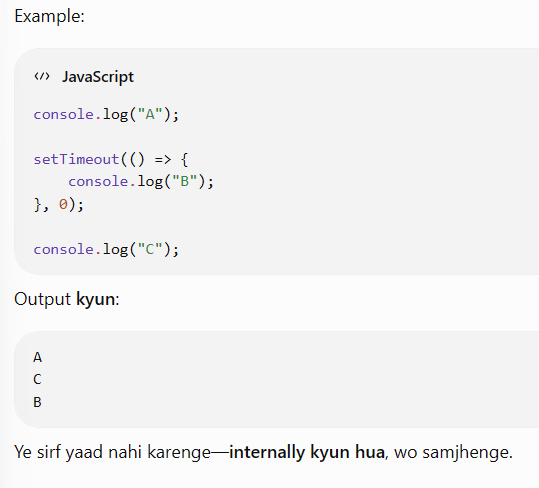 Example:
</> JavaScript
console.log("A");
setTimeout(() => {
    console.log("B");
}, 0);
console.log("C");
Output kyun:
A
C
B
Ye sirf yaad nahi karenge—internally kyun hua, wo samjhenge.